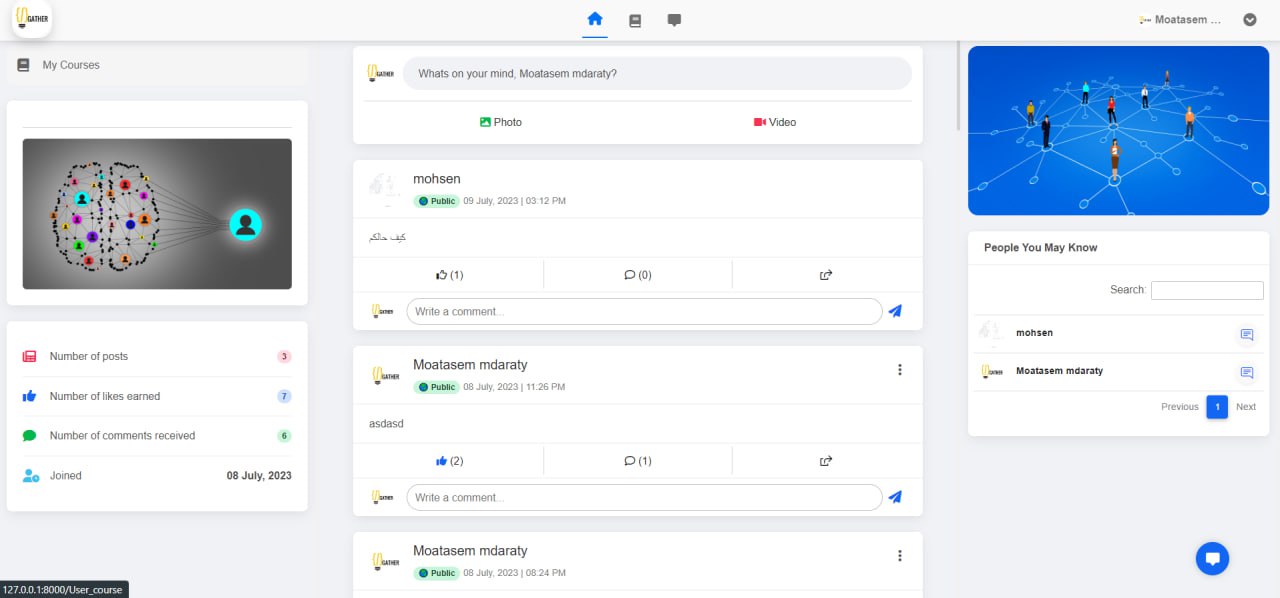 GATHER
Moatasem ...
My Courses
Number of posts
3
Number of likes earned
7
Number of comments received
6
Joined
08 July, 2023
GATHER
Whats on your mind, Moatasem mdaraty?
Photo
Video
mohsen
Public
09 July, 2023 | 03:12 PM
كيف حالكم
(1)
(0)
GATHER
Write a comment...
GATHER
Moatasem mdaraty
Public
08 July, 2023 | 11:26 PM
asdasd
(2)
(1)
GATHER
Write a comment...
GATHER
Moatasem mdaraty
Public
08 July, 2023 | 08:24 PM
People You May Know
Search:
mohsen
GATHER
Moatasem mdaraty
Previous
1
Next
127.0.0.1:8000/User_course